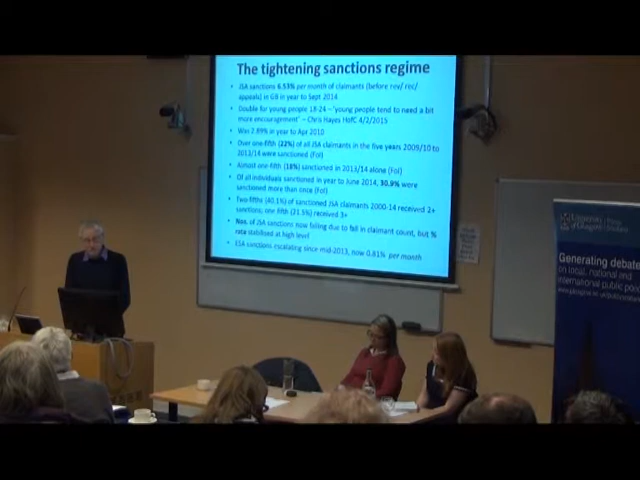 The tightening sanctions regime
• JSA sanctions 6.53% per month of claimants (before rev/ rec/
appeals) in GB in year to Sept 2014
• Double for young people 18-24 – 'young people tend to need a bit
more encouragement' – Chris Hayes HofC 4/2/2015
• Was 2.89% in year to Apr 2010
• Over one-fifth (22%) of all JSA claimants in the five years 2009/10 to
2013/14 were sanctioned (FoI)
• Almost one-fifth (18%) sanctioned in 2013/14 alone (FoI)
• Of all individuals sanctioned in year to June 2014, 30.9% were
sanctioned more than once (FoI)
• Two-fifths (40.1%) of sanctioned JSA claimants 2000-14 received 2+
sanctions; one fifth (21.5%) received 3+
• Nos. of JSA sanctions now falling due to fall in claimant count, but %
rate stabilised at high level
• ESA sanctions escalating since mid-2013, now 0.81% per month
University
of Glasgow
Generating debate
on local, national and
international public